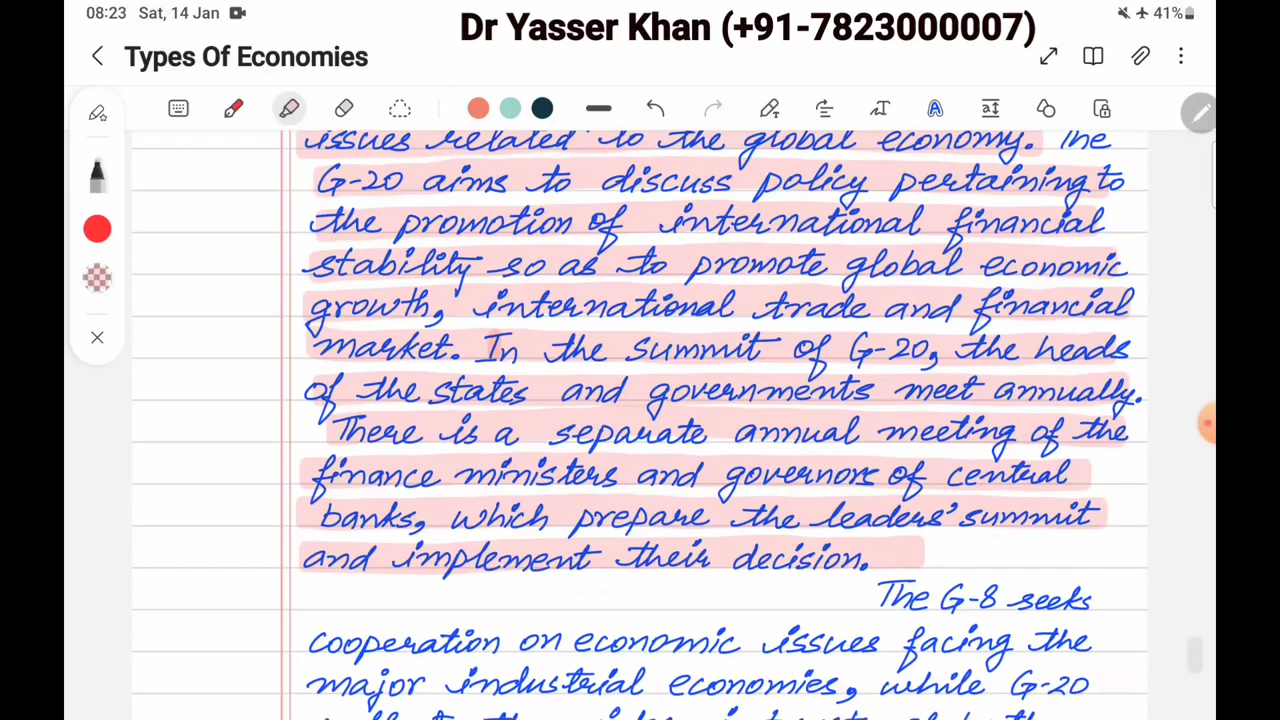 08:23 Sat, 14 Jan
41%
Dr Yasser Khan (+91-7823000007)
Types Of Economies
issues related to the global economy. The
G-20 aims to discuss policy pertaining to
the promotion of international financial
stability so as to promote global economic
growth, international trade and financial
market. In the summit of G-20, the heads
of the states and governments meet annually.
There is a separate annual meeting of the
finance ministers and governors of central
banks, which prepare the leaders' summit
and implement their decision.
The G-8 seeks
cooperation on economic issues facing the
major industrial economies, while G-20